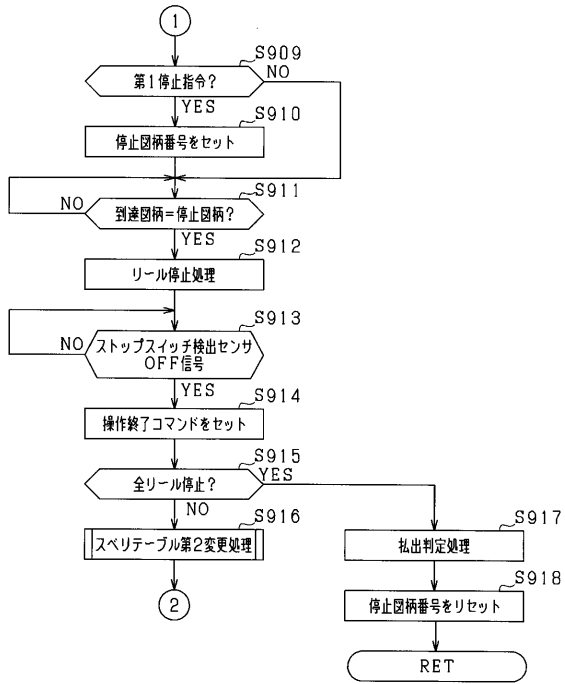 1
S909
第1停止指令?
NO
YES
S910
停止図柄番号をセット
S911
到達図柄=停止図柄?
NO
YES
S912
リール停止処理
S913
ストップスイッチ検出センサ
OFF信号
NO
YES
S914
操作終了コマンドをセット
S915
全リール停止?
YES
NO
S916
スベリテーブル第2変更処理
2
S917
払出判定処理
S918
停止図柄番号をリセット
RET